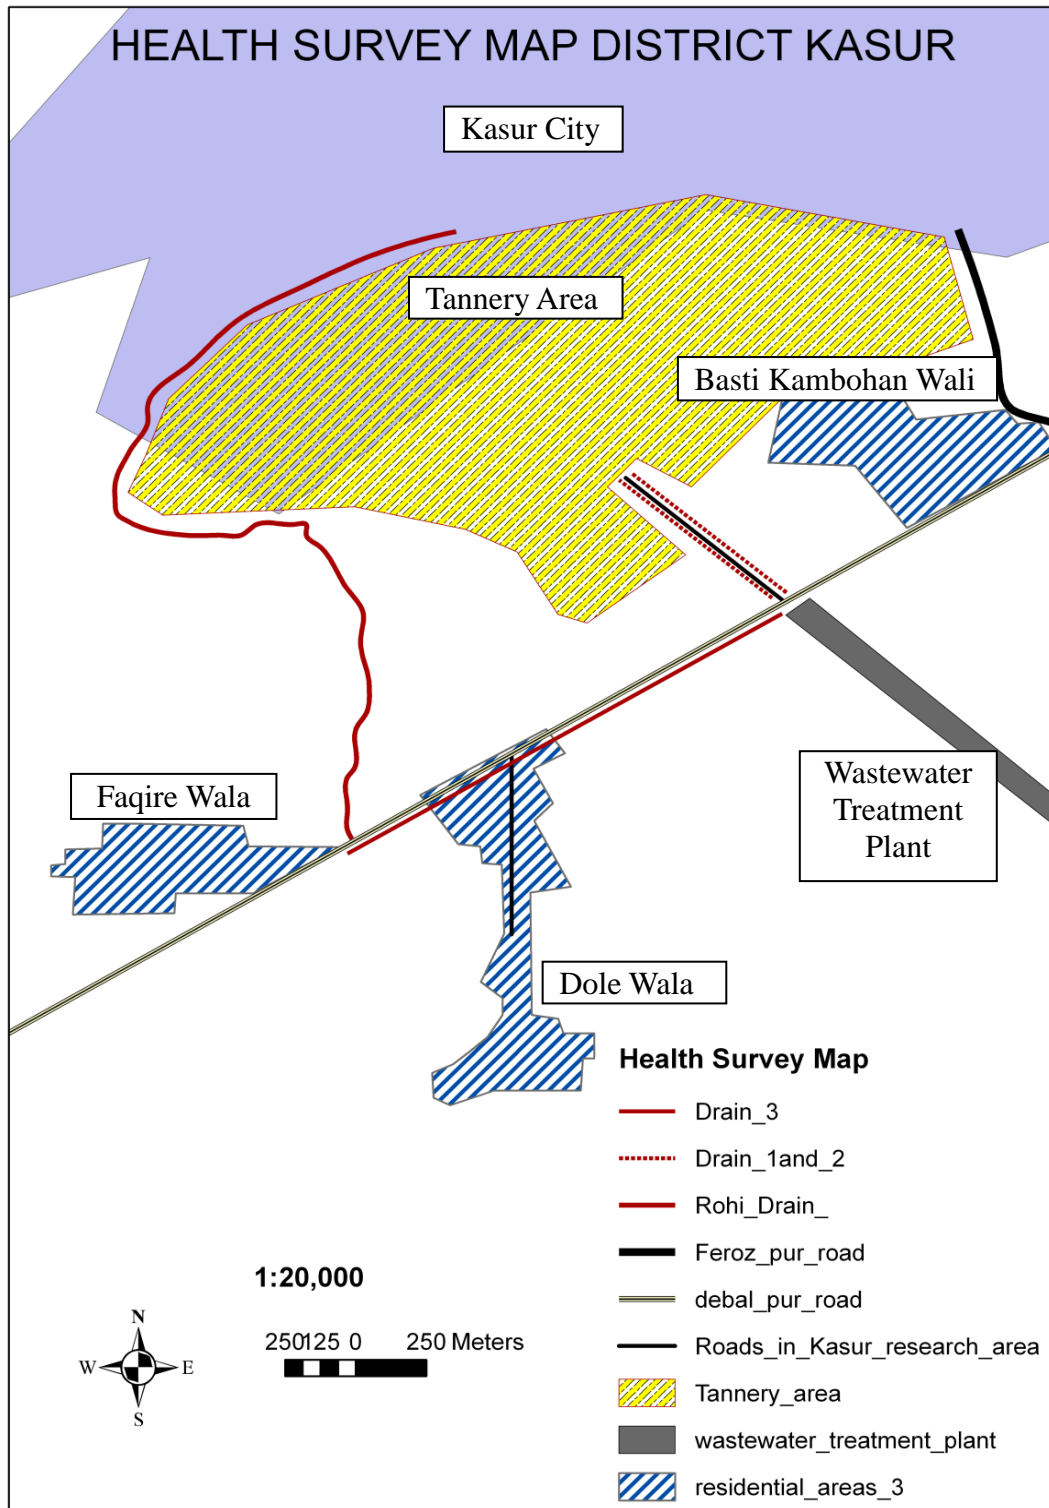 HEALTH SURVEY MAP DISTRICT KASUR
Kasur City
Tannery Area
Basti Kambohan Wali
Faqire Wala
Wastewater
Treatment
Plant
Dole Wala
Health Survey Map
Drain_3
Drain_1and_2
Rohi_Drain_
Feroz_pur_road
debal_pur_road
Roads_in_Kasur_research_area
Tannery_area
wastewater_treatment_plant
residential_areas_3
1:20,000
250125 0 250 Meters
N
W E
S